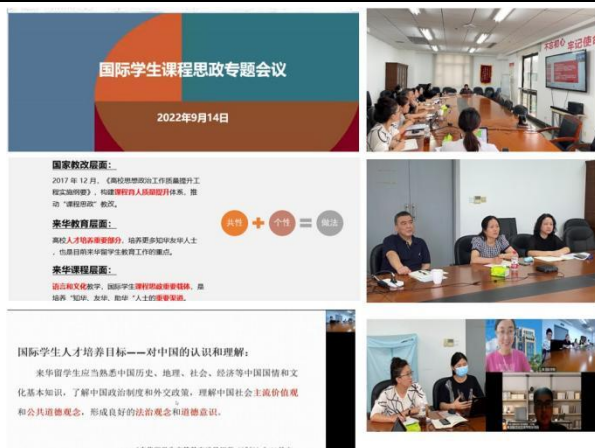 国际学生课程思政专题会议
2022年9月14日
不忘初心 牢记使
国家教改层面：
2017 年 12 月，《高校思想政治工作质量提升工
程实施纲要》，构建课程育人质量提升体系，推
动“课程思政”教改。
来华教育层面：
高校人才培养重要部分，培养更多知华友华人士
，也是目前来华留学生教育工作的重点。
来华课程层面：
语言和文化教学，国际学生课程思政重要载体，是
培养“知华、友华、助华”人士的重要渠道。
共性 + 个性 = 做法
国际学生人才培养目标——对中国的认识和理解：
来华留学生应当熟悉中国历史、地理、社会、经济等中国国情和文
化基本知识，了解中国政治制度和外交政策，理解中国社会主流价值观
和公共道德观念，形成良好的法治观念和道德意识。